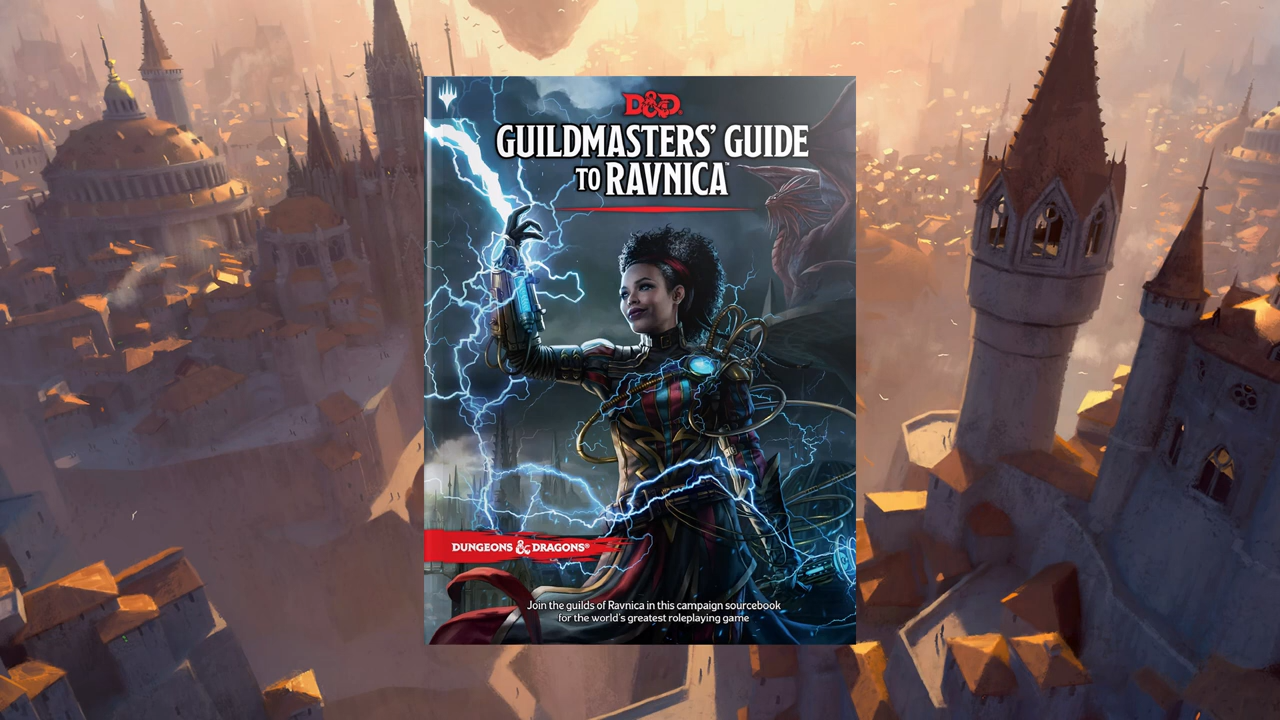 D&D
GUILDMASTERS' GUIDE
TO RAVNICA™
DUNGEONS & DRAGONS®
Join the guilds of Ravnica in this campaign sourcebook
for the world's greatest roleplaying game